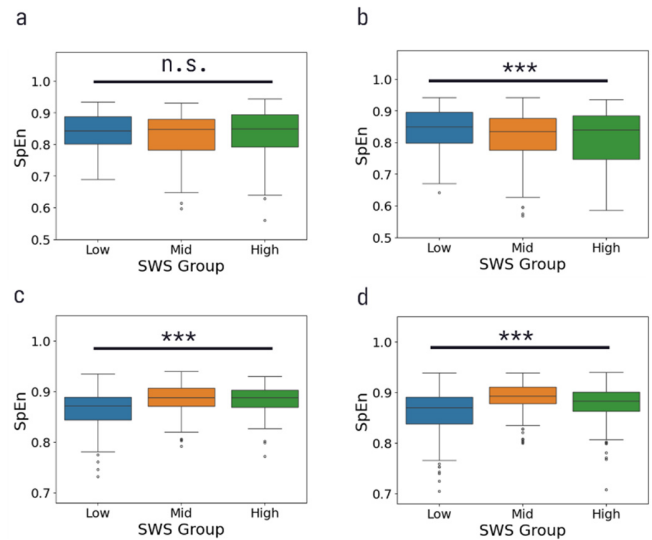 a
n.s.
1.0
0.9
0.8
0.7
0.6
0.5
SpEn
Low Mid High
SWS Group
b
***
1.0
0.9
0.8
0.7
0.6
0.5
SpEn
Low Mid High
SWS Group
c
***
1.0
0.9
0.8
0.7
SpEn
Low Mid High
SWS Group
d
***
1.0
0.9
0.8
0.7
SpEn
Low Mid High
SWS Group